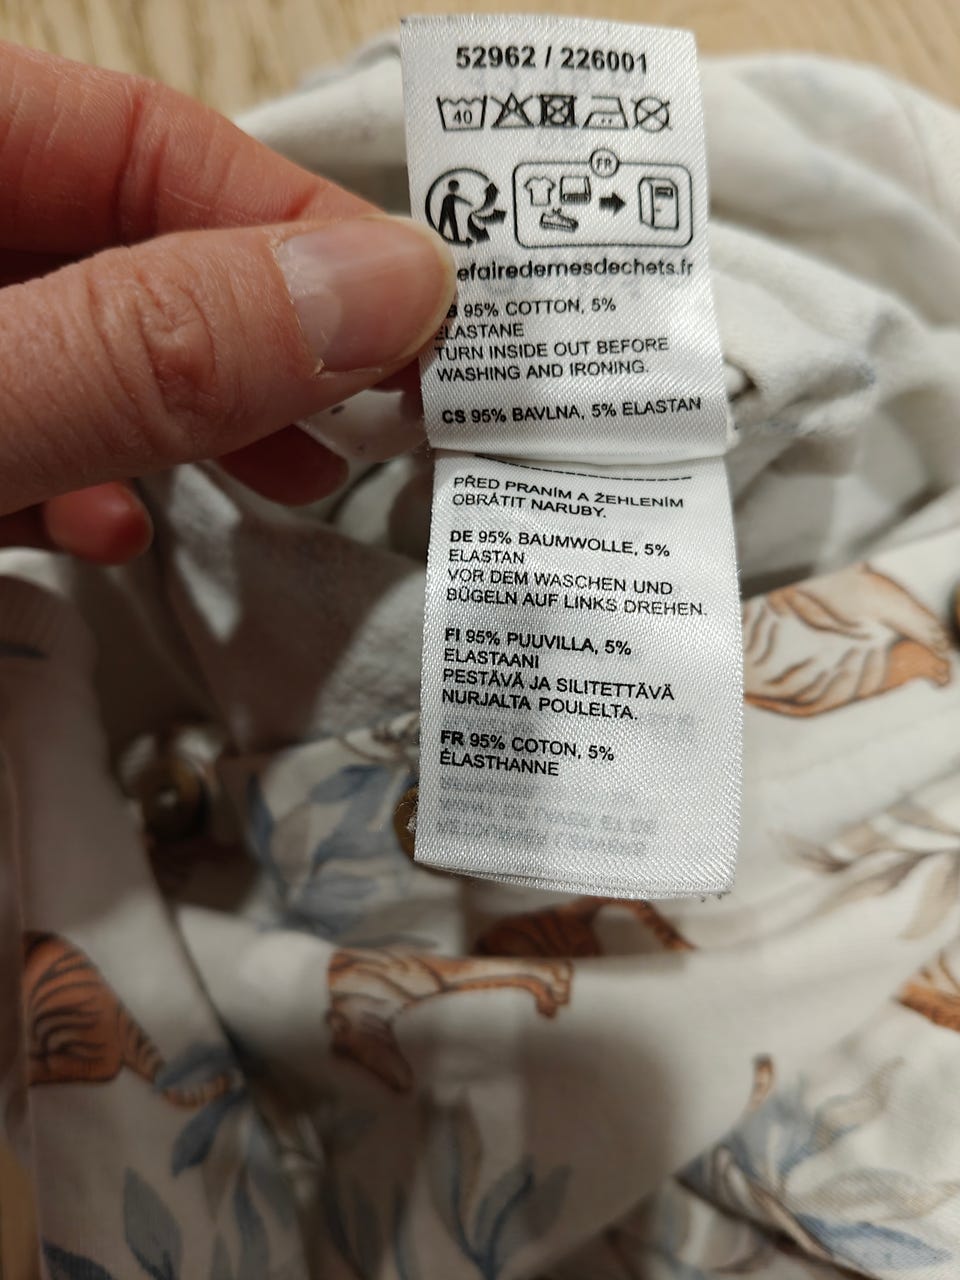 52962 / 226001
40
FR
efairedemesdechets.fr
95% COTTON, 5%
ELASTANE
TURN INSIDE OUT BEFORE
WASHING AND IRONING.
CS 95% BAVLNA, 5% ELASTAN
PŘED PRANÍM A ŽEHLENÍM
OBRÁTIT NARUBY.
DE 95% BAUMWOLLE, 5%
ELASTAN
VOR DEM WASCHEN UND
BÜGELN AUF LINKS DREHEN.
FI 95% PUUVILLA, 5%
ELASTAANI
PESTÄVÄ JA SILITETTÄVÄ
NURJALTA POULELTA.
FR 95% COTON, 5%
ÉLASTHANNE